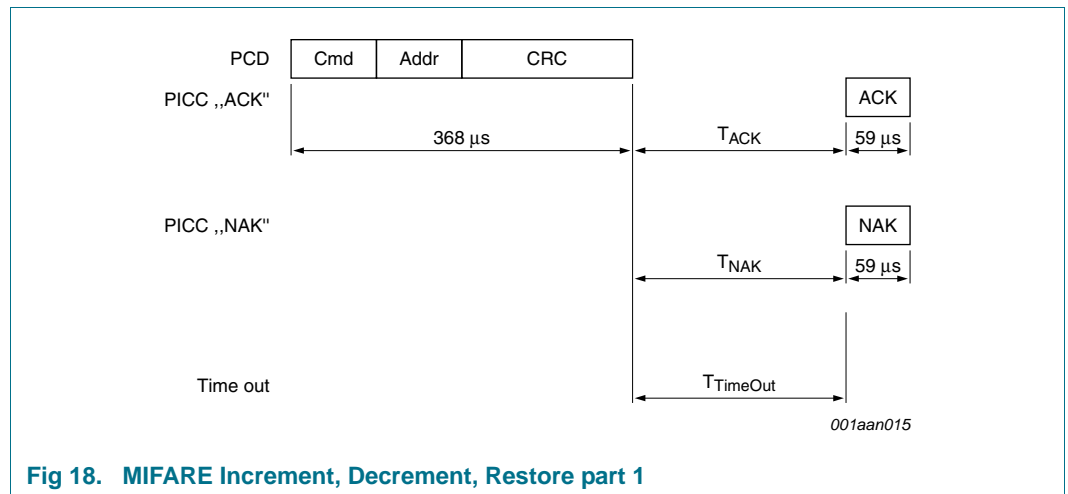 PCD Cmd Addr CRC
PICC ,,ACK" ACK
368 μs TACK 59 μs
PICC ,,NAK" NAK
TNAK 59 μs
Time out TTimeOut
001aan015
Fig 18. MIFARE Increment, Decrement, Restore part 1